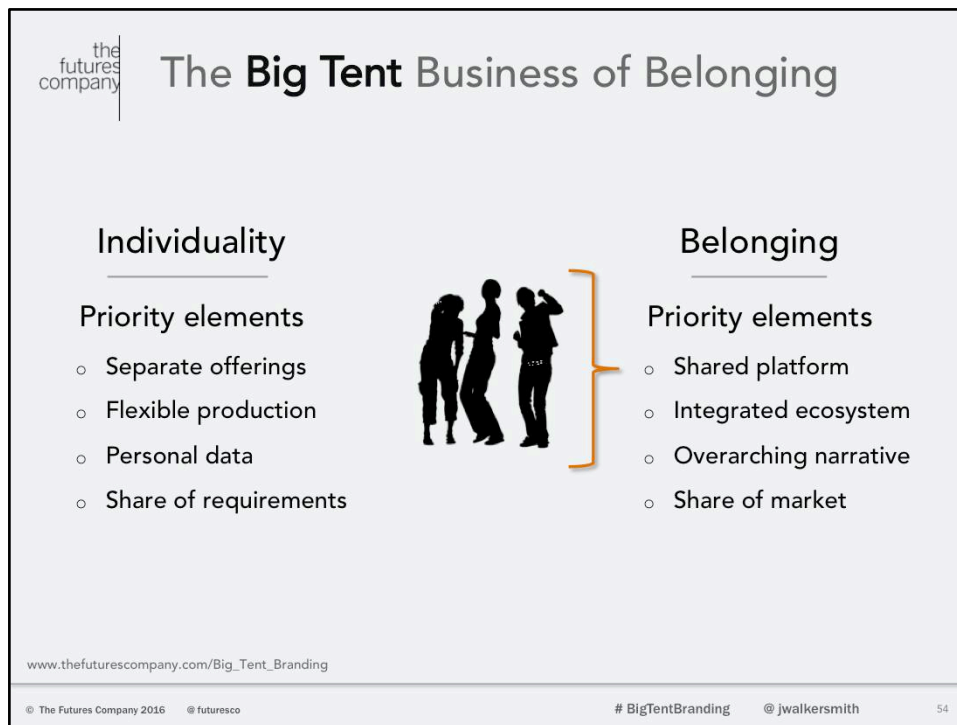 the
futures
company
The Big Tent Business of Belonging
Individuality
Priority elements
○ Separate offerings
○ Flexible production
○ Personal data
○ Share of requirements
Belonging
Priority elements
○ Shared platform
○ Integrated ecosystem
○ Overarching narrative
○ Share of market
www.thefuturescompany.com/Big_Tent_Branding
© The Futures Company 2016 @ futuresco
# BigTentBranding @ jwalkersmith 54